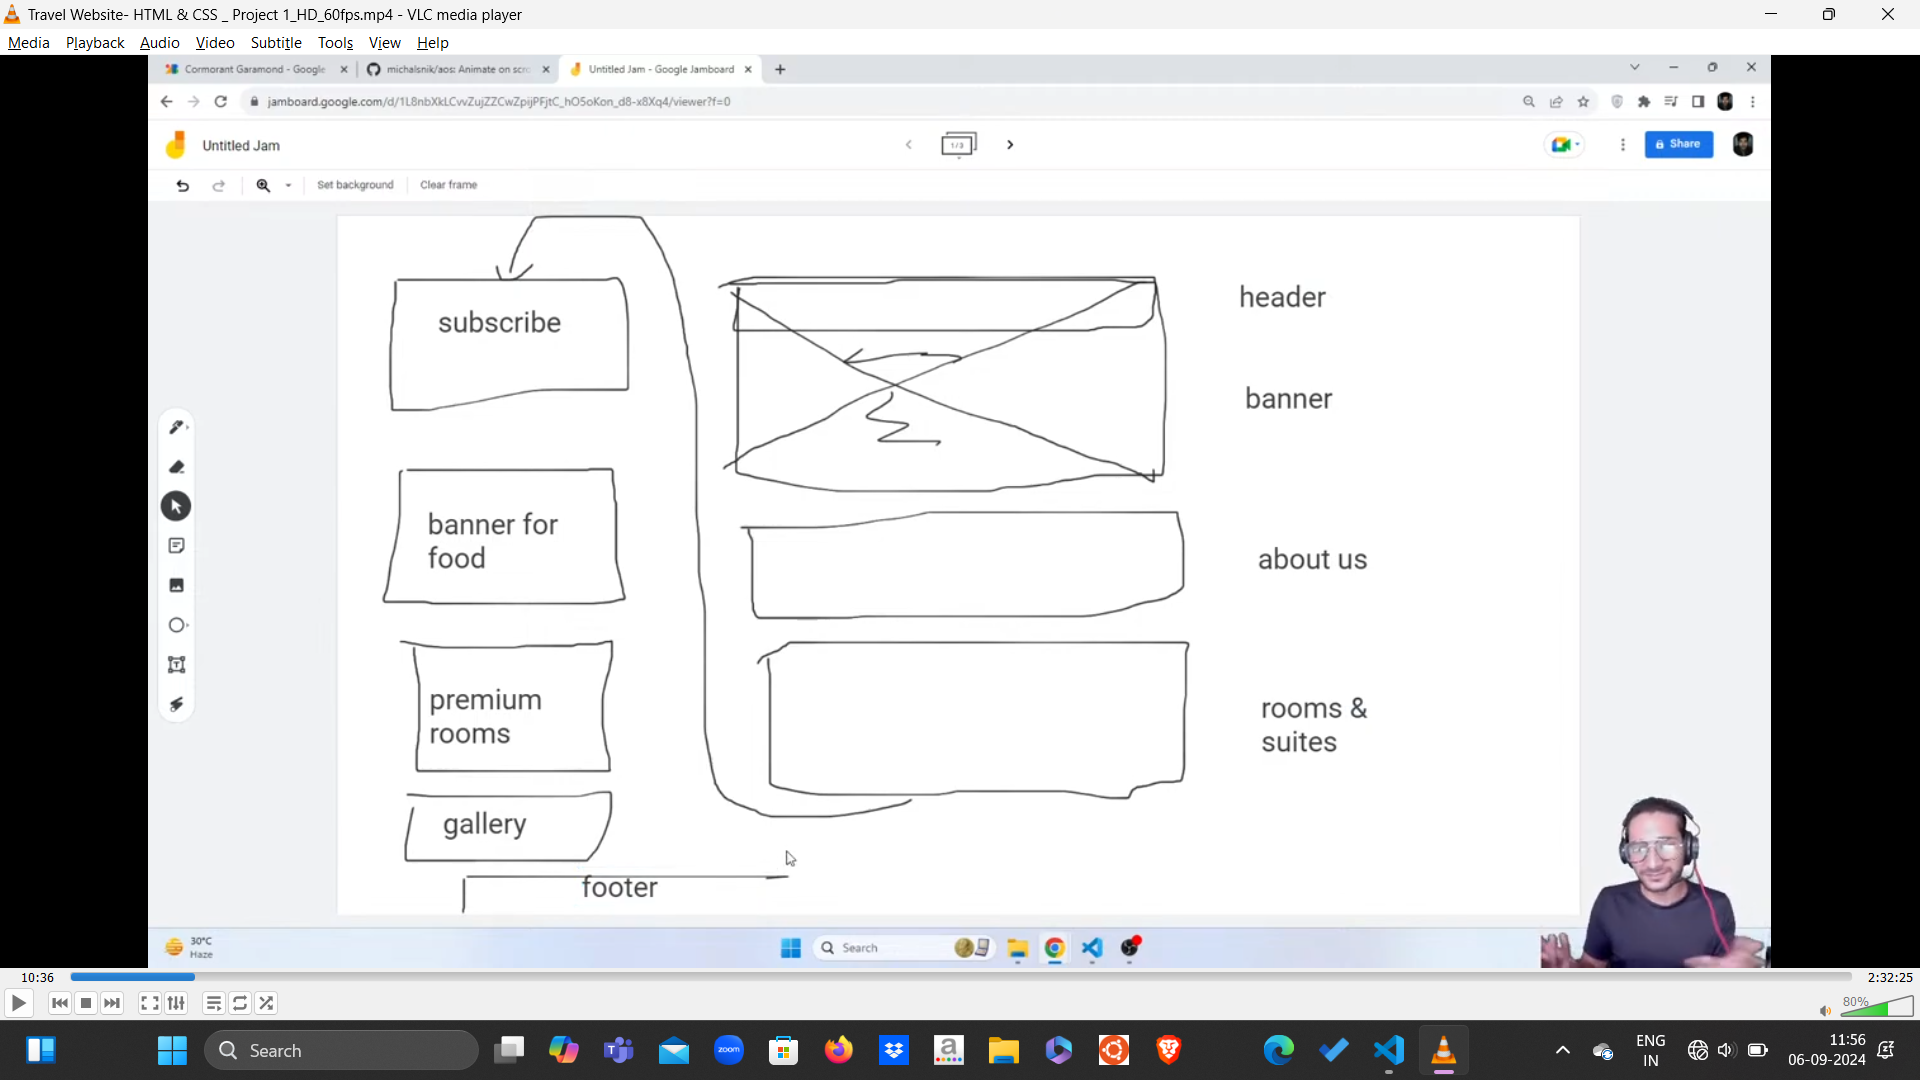 Travel Website- HTML & CSS _ Project 1_HD_60fps.mp4 - VLC media player
Media Playback Audio Video Subtitle Tools View Help
Cormorant Garamond - Google
michalsnik/aos: Animate on scro
Untitled Jam - Google Jamboard
jamboard.google.com/d/1L8nbXkLCvvZujZZCwZpijPFjtC_hO5oKon_d8-x8Xq4/viewer?f=0
Untitled Jam
1/3
Share
Set background
Clear frame
subscribe
banner for
food
premium
rooms
gallery
footer
header
banner
about us
rooms &
suites
30°C
Haze
Search
10:36
2:32:25
80%
Search
zoom
a
ENG
IN
11:56
06-09-2024